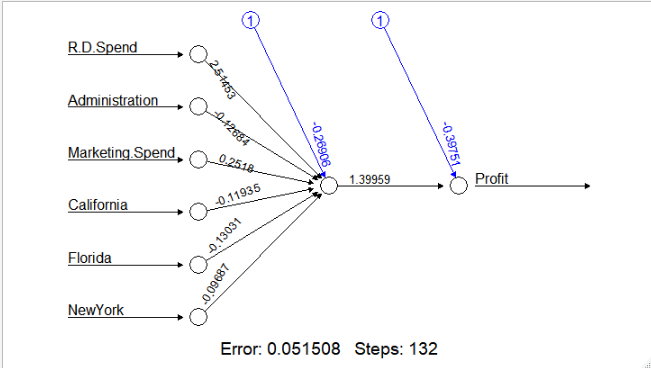 1
1
R.D.Spend
2.51453
Administration
-0.12684
-0.26906
-0.39751
Marketing.Spend
0.2518
1.39959
Profit
California
-0.11935
Florida
-0.13031
NewYork
-0.09687
Error: 0.051508 Steps: 132